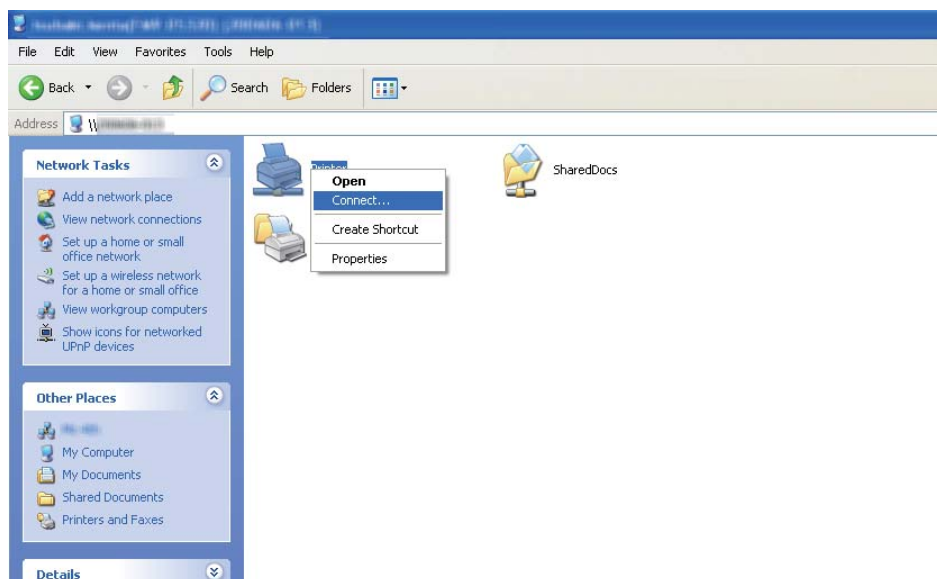 File Edit View Favorites Tools Help
Back Search Folders
Address \\
Network Tasks
Add a network place
View network connections
Set up a home or small
office network
Set up a wireless network
for a home or small office
View workgroup computers
Show icons for networked
UPnP devices
Other Places
My Computer
My Documents
Shared Documents
Printers and Faxes
Details
Printer
Open
Connect...
Create Shortcut
Properties
SharedDocs